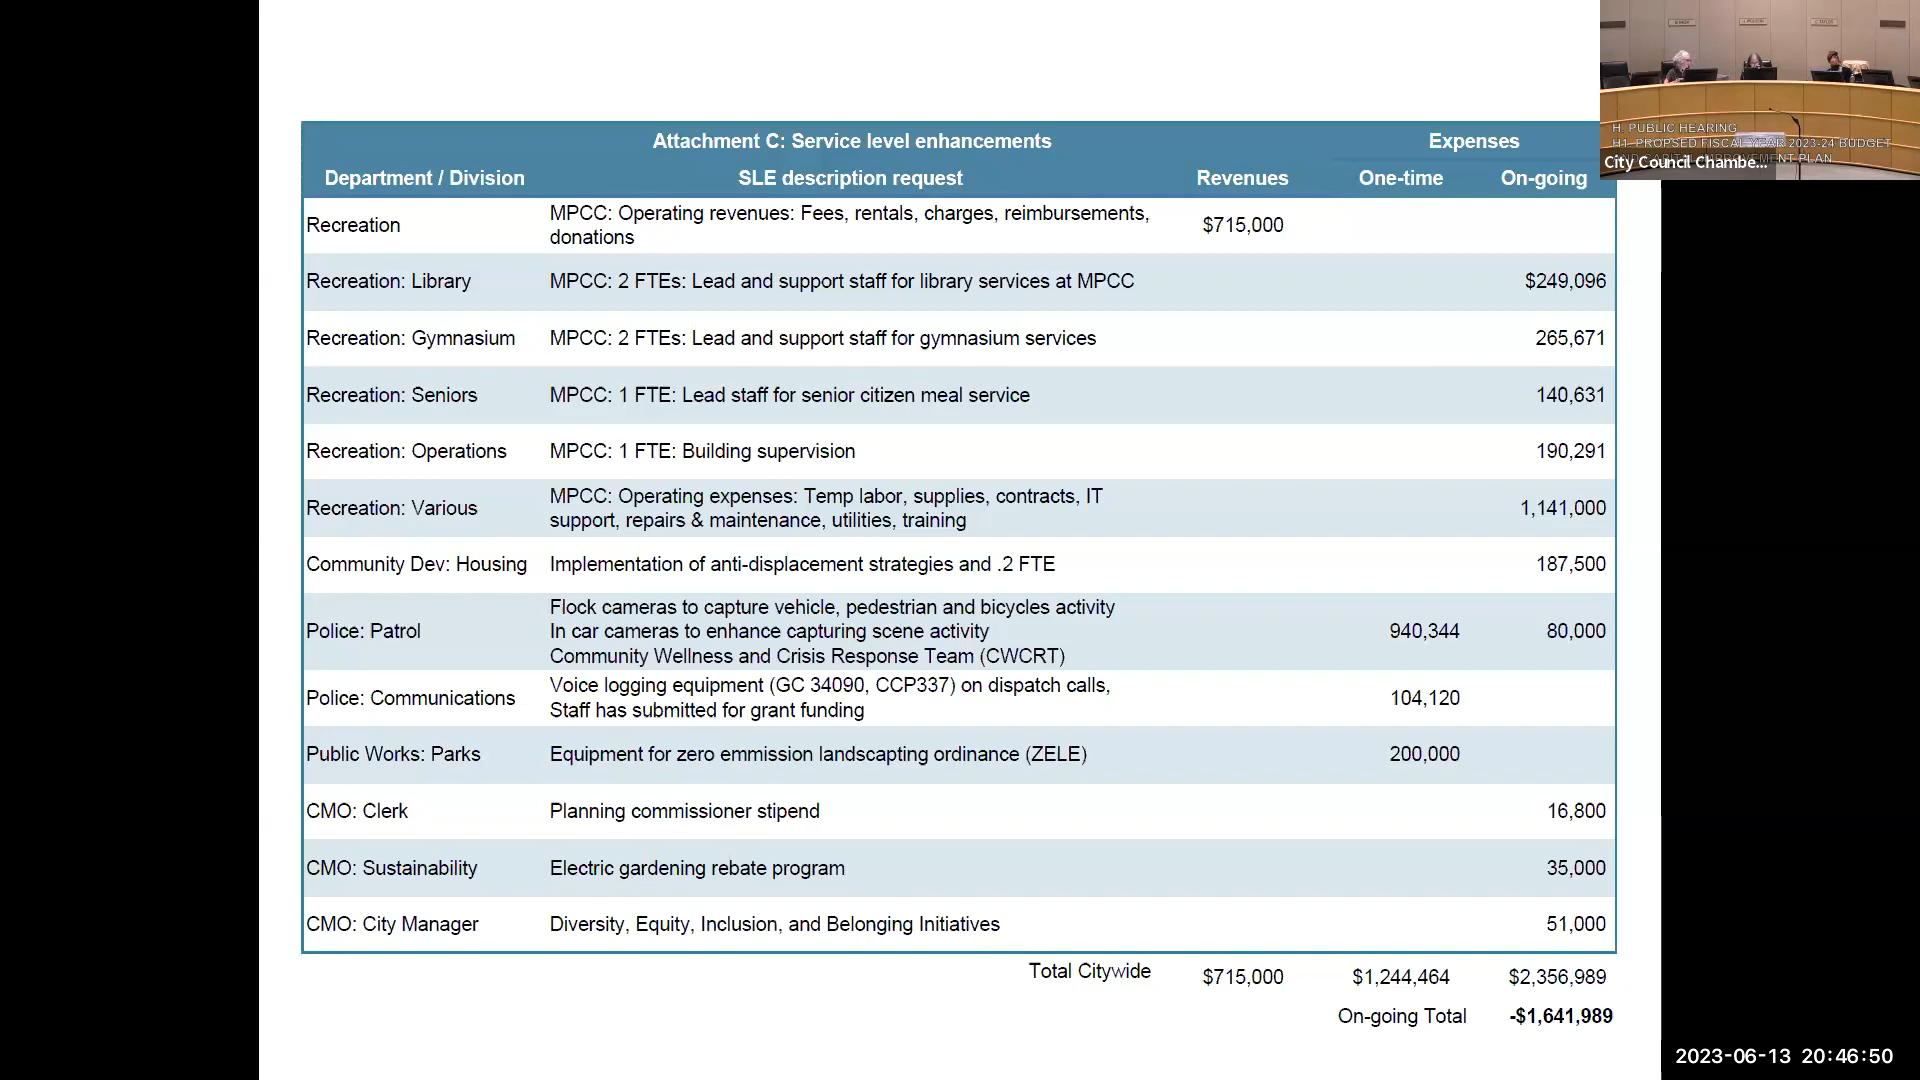 H. PUBLIC HEARING
H1. PROPSED FISCAL YEAR 2023-24 BUDGET
City Council Chambe... NT PLAN
Attachment C: Service level enhancements Expenses
Department / Division SLE description request Revenues One-time On-going
Recreation MPCC: Operating revenues: Fees, rentals, charges, reimbursements, $715,000
donations
Recreation: Library MPCC: 2 FTEs: Lead and support staff for library services at MPCC $249,096
Recreation: Gymnasium MPCC: 2 FTEs: Lead and support staff for gymnasium services 265,671
Recreation: Seniors MPCC: 1 FTE: Lead staff for senior citizen meal service 140,631
Recreation: Operations MPCC: 1 FTE: Building supervision 190,291
Recreation: Various MPCC: Operating expenses: Temp labor, supplies, contracts, IT 1,141,000
support, repairs & maintenance, utilities, training
Community Dev: Housing Implementation of anti-displacement strategies and .2 FTE 187,500
Flock cameras to capture vehicle, pedestrian and bicycles activity
Police: Patrol In car cameras to enhance capturing scene activity 940,344 80,000
Community Wellness and Crisis Response Team (CWCRT)
Police: Communications Voice logging equipment (GC 34090, CCP337) on dispatch calls, 104,120
Staff has submitted for grant funding
Public Works: Parks Equipment for zero emmission landscapting ordinance (ZELE) 200,000
CMO: Clerk Planning commissioner stipend 16,800
CMO: Sustainability Electric gardening rebate program 35,000
CMO: City Manager Diversity, Equity, Inclusion, and Belonging Initiatives 51,000
Total Citywide $715,000 $1,244,464 $2,356,989
On-going Total -$1,641,989
2023-06-13 20:46:50